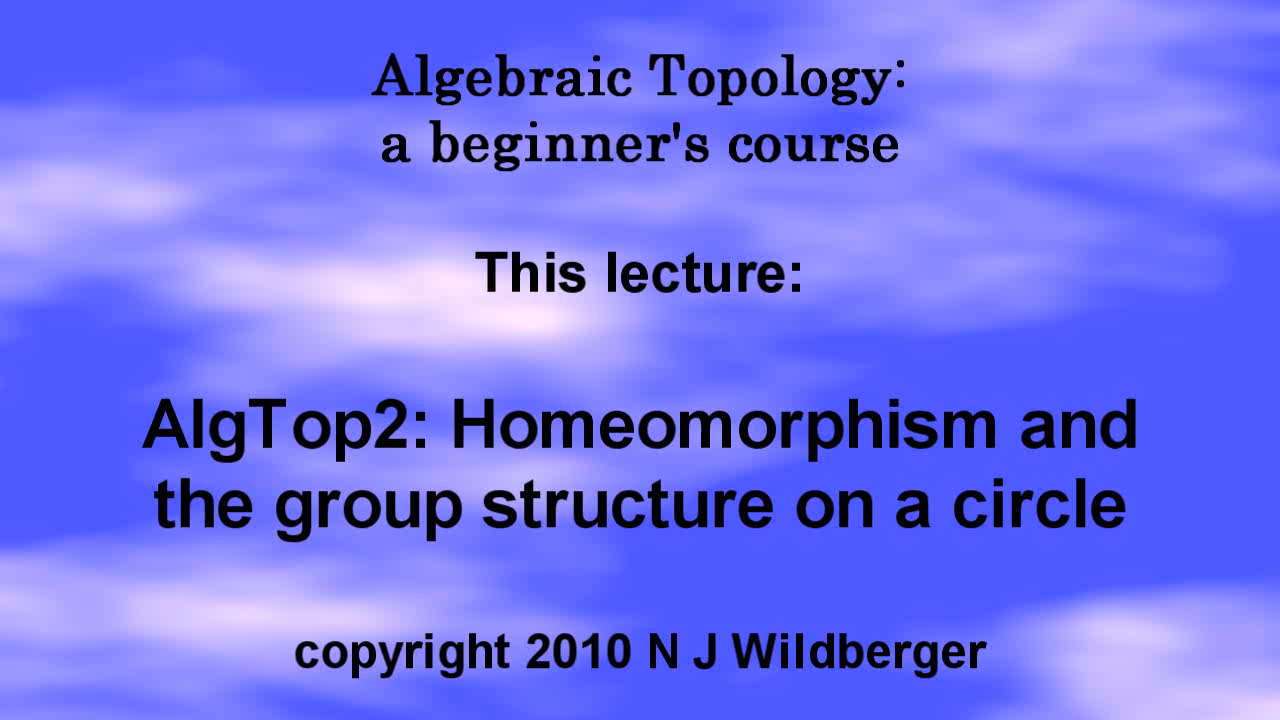 Algebraic Topology:
a beginner's course
This lecture:
AlgTop2: Homeomorphism and
the group structure on a circle
copyright 2010 N J Wildberger